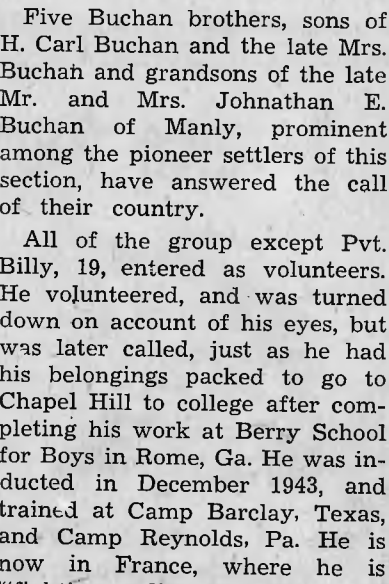 Five Buchan brothers, sons of
H. Carl Buchan and the late Mrs.
Buchan and grandsons of the late
Mr. and Mrs. Johnathan E.
Buchan of Manly, prominent
among the pioneer settlers of this
section, have answered the call
of their country.
All of the group except Pvt.
Billy, 19, entered as volunteers.
He volunteered, and was turned
down on account of his eyes, but
was later called, just as he had
his belongings packed to go to
Chapel Hill to college after com-
pleting his work at Berry School
for Boys in Rome, Ga. He was in-
ducted in December 1943, and
trained at Camp Barclay, Texas,
and Camp Reynolds, Pa. He is
now in France, where he is